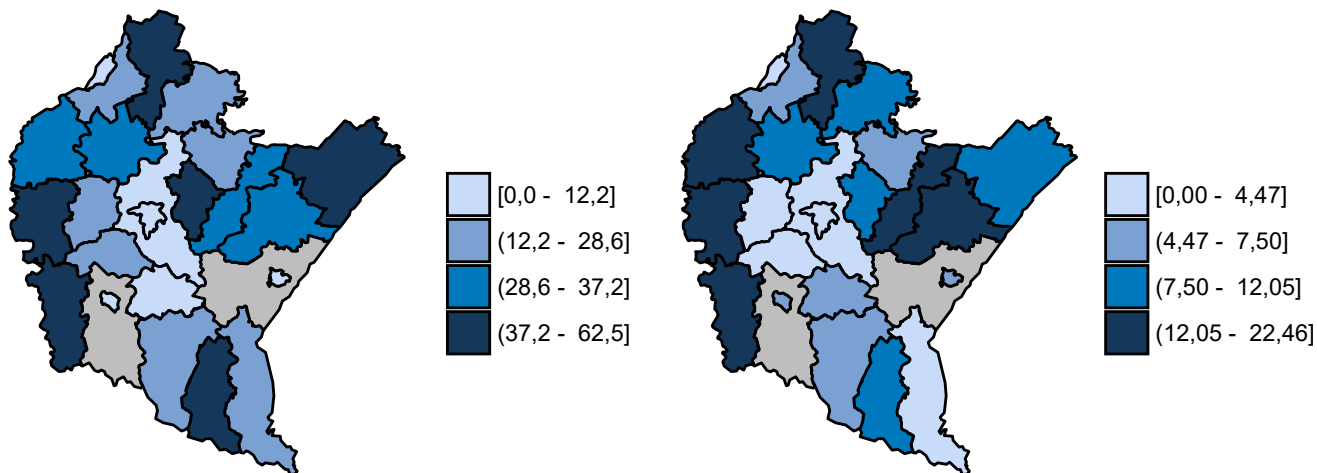 [0,0 - 12,2]
(12,2 - 28,6]
(28,6 - 37,2]
(37,2 - 62,5]
[0,00 - 4,47]
(4,47 - 7,50]
(7,50 - 12,05]
(12,05 - 22,46]